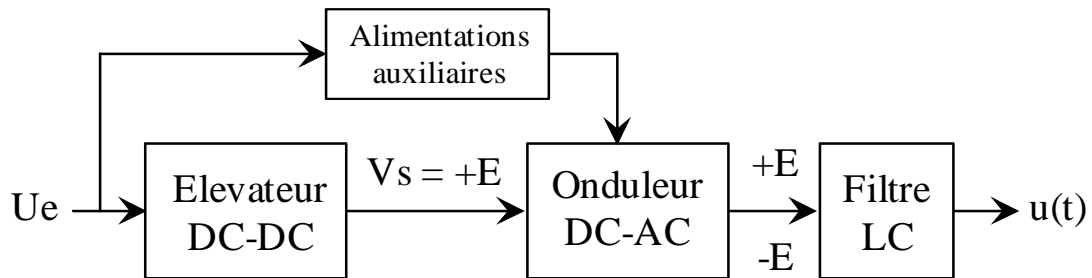 Alimentations
auxiliaires
Ue
Elevateur
DC-DC
Vs = +E
Onduleur
DC-AC
+E
-E
Filtre
LC
u(t)